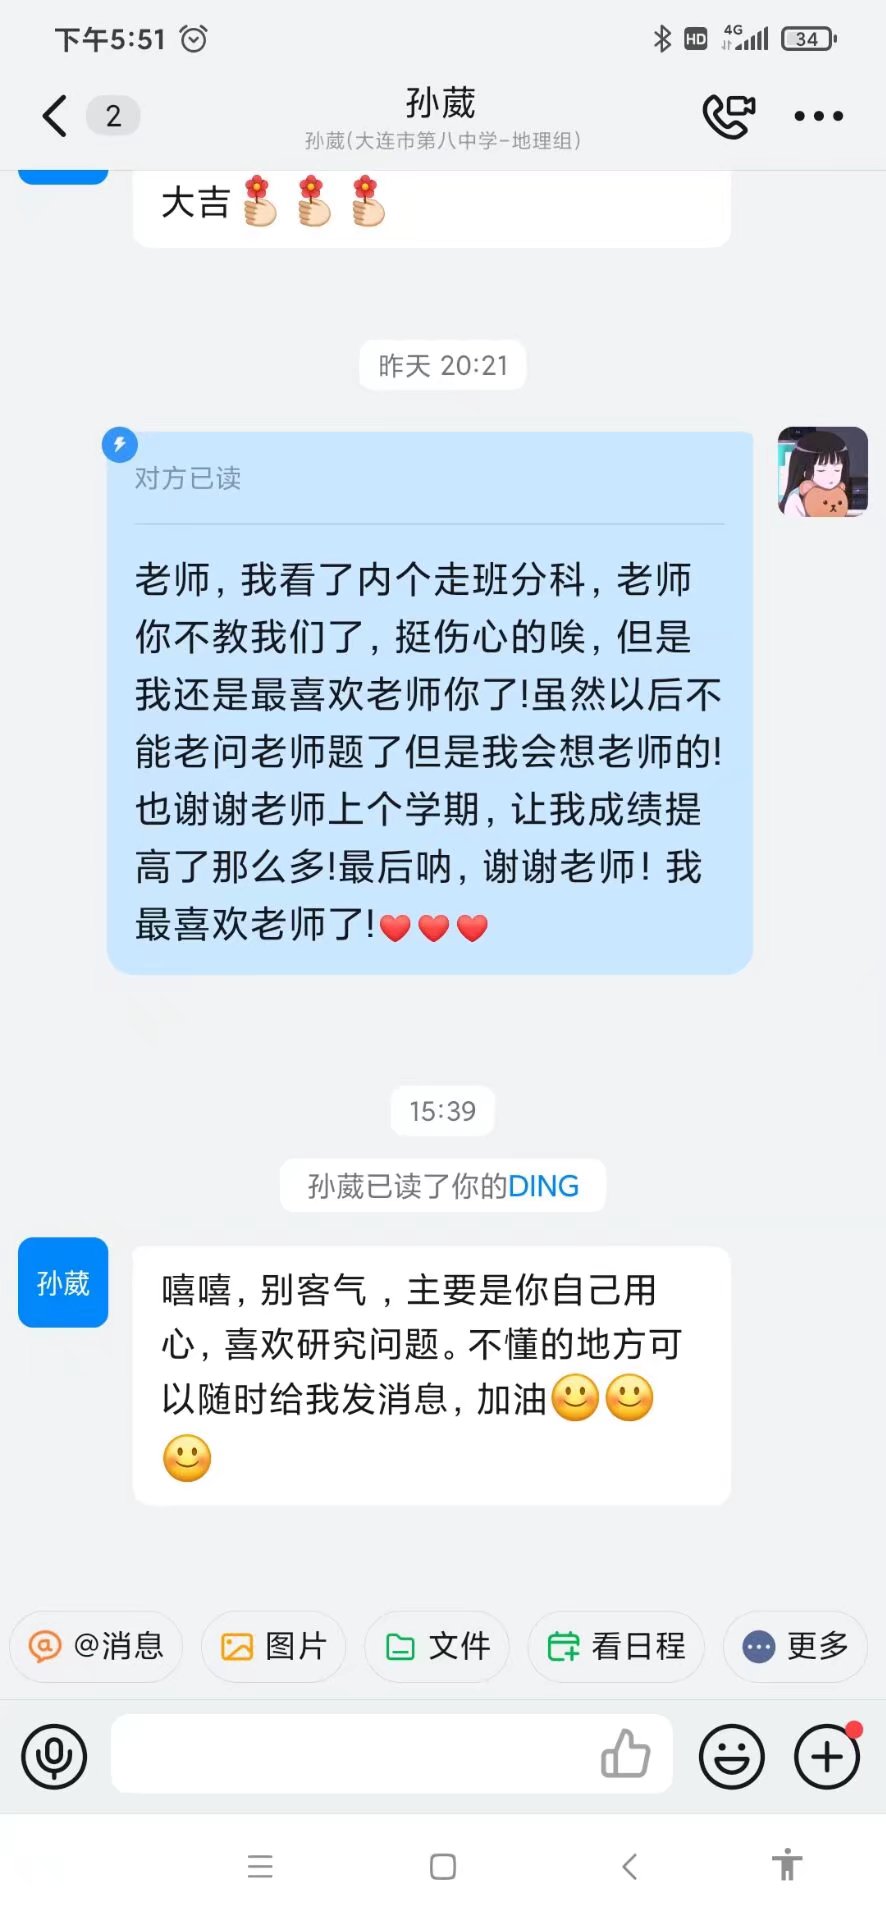 下午5:51
HD 4G 34
2
孙葳
孙葳(大连市第八中学-地理组)
大吉
昨天 20:21
对方已读
老师, 我看了内个走班分科, 老师
你不教我们了, 挺伤心的唉, 但是
我还是最喜欢老师你了!虽然以后不
能老问老师题了但是我会想老师的!
也谢谢老师上个学期, 让我成绩提
高了那么多!最后呐, 谢谢老师! 我
最喜欢老师了!❤️❤️❤️
15:39
孙葳已读了你的DING
孙葳
嘻嘻, 别客气 , 主要是你自己用
心, 喜欢研究问题。不懂的地方可
以随时给我发消息, 加油😊😊
😊
@消息 图片 文件 看日程 更多